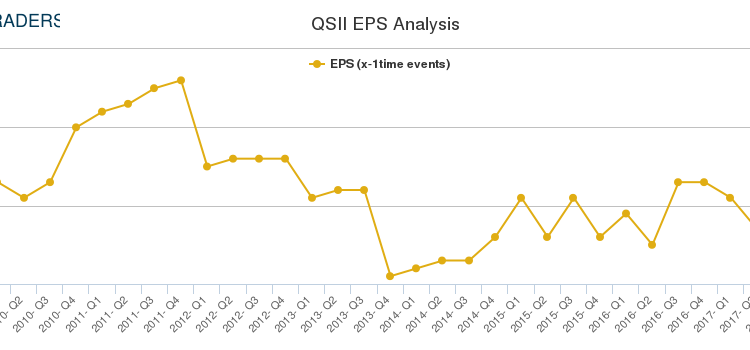 RADERS
QSII EPS Analysis
EPS (x-1time events)
2010- Q3
2010- Q4
2011- Q1
2011- Q2
2011- Q3
2011- Q4
2012- Q1
2012- Q2
2012- Q3
2012- Q4
2013- Q1
2013- Q2
2013- Q3
2013- Q4
2014- Q1
2014- Q2
2014- Q3
2014- Q4
2015- Q1
2015- Q2
2015- Q3
2015- Q4
2016- Q1
2016- Q2
2016- Q3
2016- Q4
2017- Q1